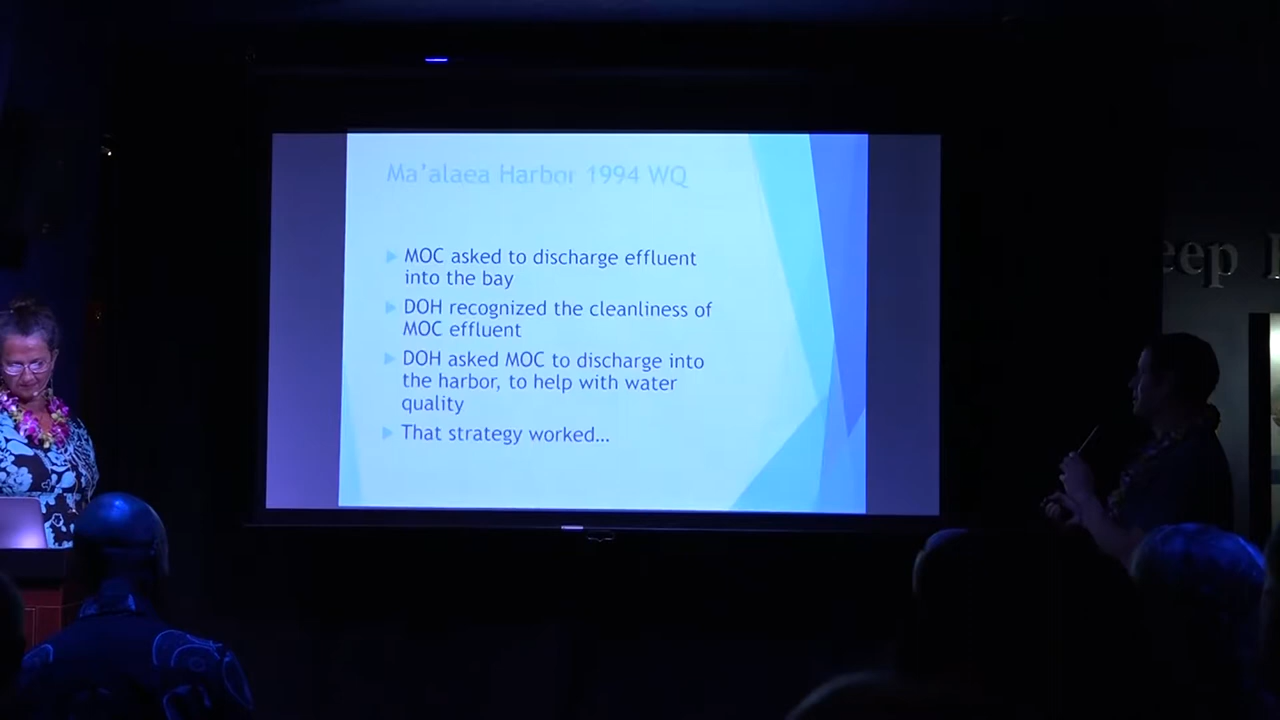 Ma'alaea Harbor 1994 WQ
MOC asked to discharge effluent
into the bay
DOH recognized the cleanliness of
MOC effluent
DOH asked MOC to discharge into
the harbor, to help with water
quality
That strategy worked...